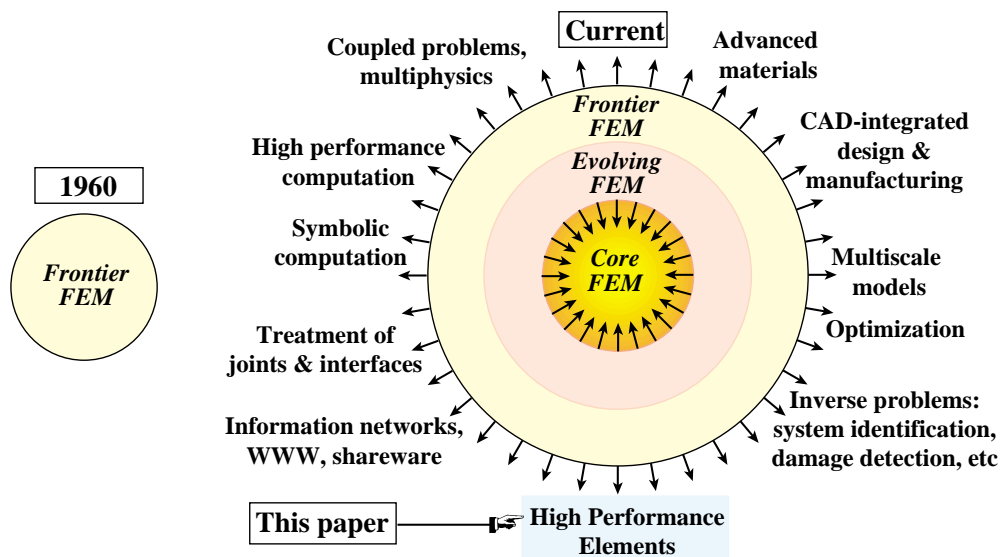 1960
Frontier
FEM
Current
Coupled problems,
multiphysics
High performance
computation
Symbolic
computation
Treatment of
joints & interfaces
Information networks,
WWW, shareware
Frontier
FEM
Evolving
FEM
Core
FEM
Advanced
materials
CAD-integrated
design &
manufacturing
Multiscale
models
Optimization
Inverse problems:
system identification,
damage detection, etc
This paper
High Performance
Elements